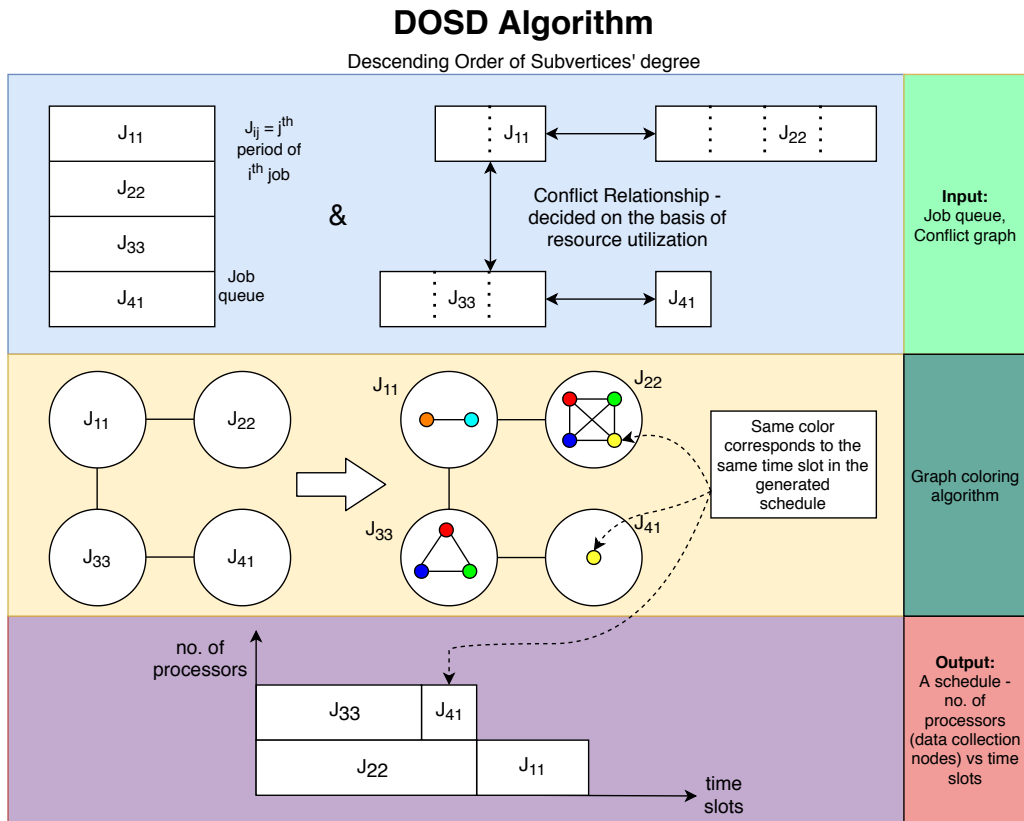 DOSD Algorithm
Descending Order of Subvertices' degree
J11
J22
J33
J41
Jij = jth
period of
ith job
Job
queue
&
J11
J22
Conflict Relationship -
decided on the basis of
resource utilization
J33
J41
Input:
Job queue,
Conflict graph
J11
J22
J33
J41
J11
J22
J33
J41
Same color
corresponds to the
same time slot in the
generated
schedule
Graph coloring
algorithm
no. of
processors
J33
J41
J22
J11
time
slots
Output:
A schedule -
no. of
processors
(data collection
nodes) vs time
slots